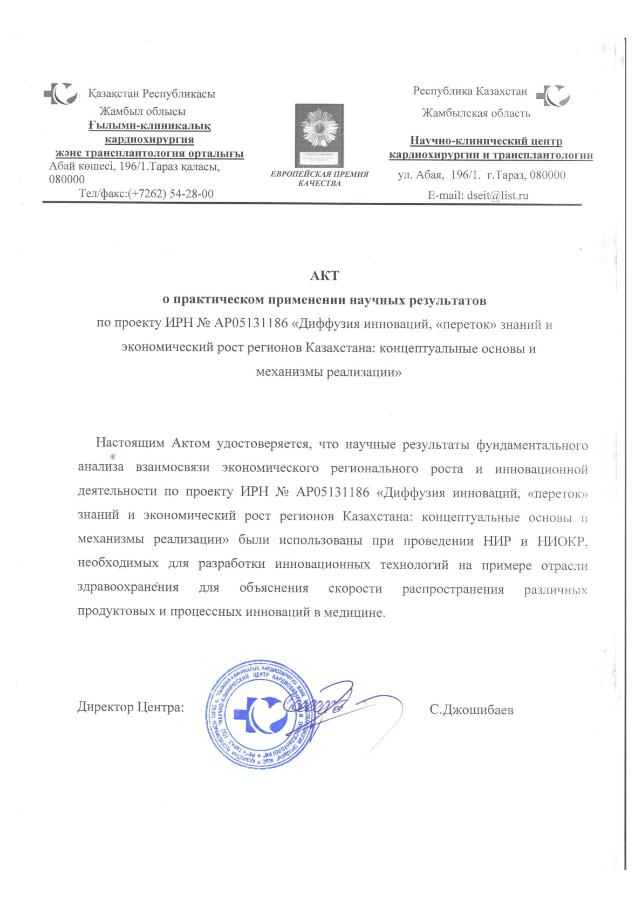 Қазақстан Республикасы
Жамбыл облысы
Ғылыми-клиникалық
кардиохирургия
және трансплантология орталығы
Абай көшесі, 196/1.Тараз қаласы,
080000
Тел/факс:(+7262) 54-28-00
ЕВРОПЕЙСКАЯ ПРЕМИЯ
КАЧЕСТВА
Республика Казахстан
Жамбылская область
Научно-клинический центр
кардиохирургии и трансплантологии
ул. Абая, 196/1. г.Тараз, 080000
E-mail: dseit@list.ru
АКТ
о практическом применении научных результатов
по проекту ИРН № АР05131186 «Диффузия инноваций, «переток» знаний и
экономический рост регионов Казахстана: концептуальные основы и
механизмы реализации»
Настоящим Актом удостоверяется, что научные результаты фундаментального
анализа взаимосвязи экономического регионального роста и инновационной
деятельности по проекту ИРН № АР05131186 «Диффузия инноваций, «переток»
знаний и экономический рост регионов Казахстана: концептуальные основы и
механизмы реализации» были использованы при проведении НИР и НИОКР,
необходимых для разработки инновационных технологий на примере отрасли
здравоохранения для объяснения скорости распространения различных
продуктовых и процессных инноваций в медицине.
Директор Центра:
С.Джошибаев